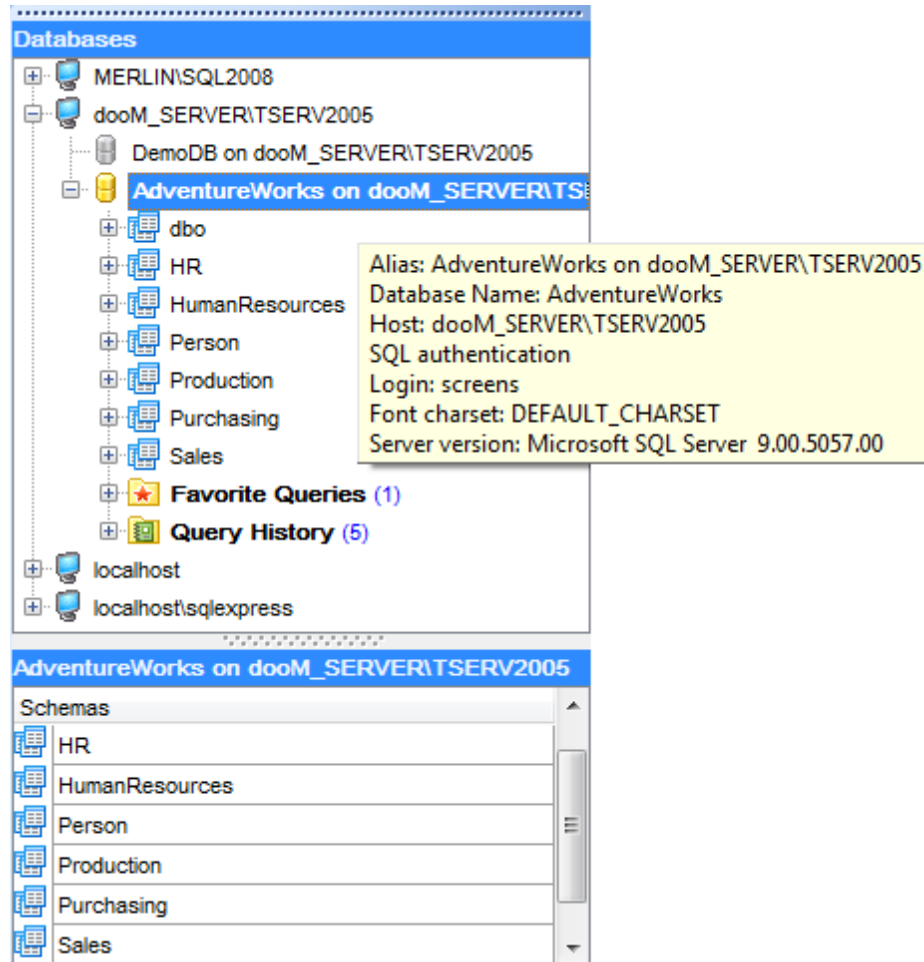 Databases
MERLIN\SQL2008
dooM_SERVER\TSERV2005
DemoDB on dooM_SERVER\TSERV2005
AdventureWorks on dooM_SERVER\TS
dbo
HR
HumanResources
Person
Production
Purchasing
Sales
Favorite Queries (1)
Query History (5)
localhost
localhost\sqlexpress
Alias: AdventureWorks on dooM_SERVER\TSERV2005
Database Name: AdventureWorks
Host: dooM_SERVER\TSERV2005
SQL authentication
Login: screens
Font charset: DEFAULT_CHARSET
Server version: Microsoft SQL Server 9.00.5057.00
AdventureWorks on dooM_SERVER\TSERV2005
Schemas
HR
HumanResources
Person
Production
Purchasing
Sales